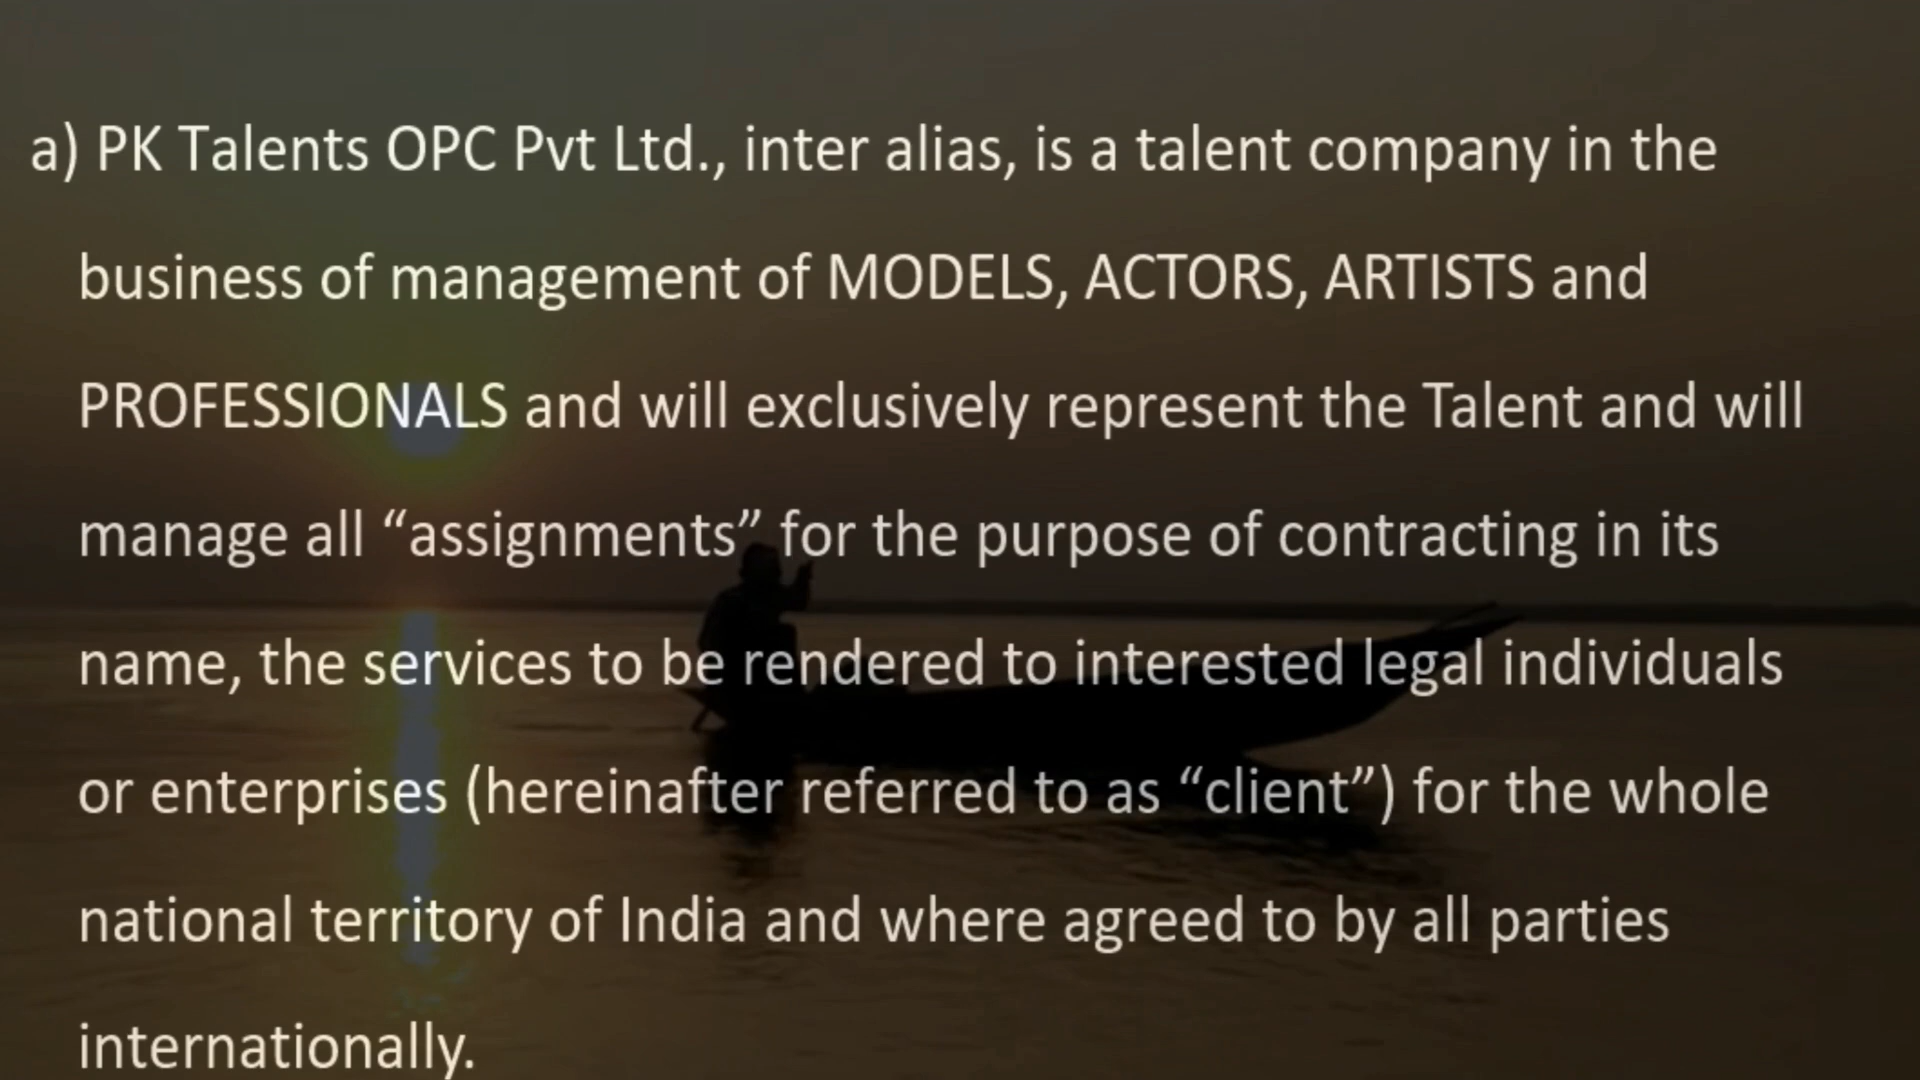 a) PK Talents OPC Pvt Ltd., inter alias, is a talent company in the
business of management of MODELS, ACTORS, ARTISTS and
PROFESSIONALS and will exclusively represent the Talent and will
manage all “assignments” for the purpose of contracting in its
name, the services to be rendered to interested legal individuals
or enterprises (hereinafter referred to as “client”) for the whole
national territory of India and where agreed to by all parties
internationally.